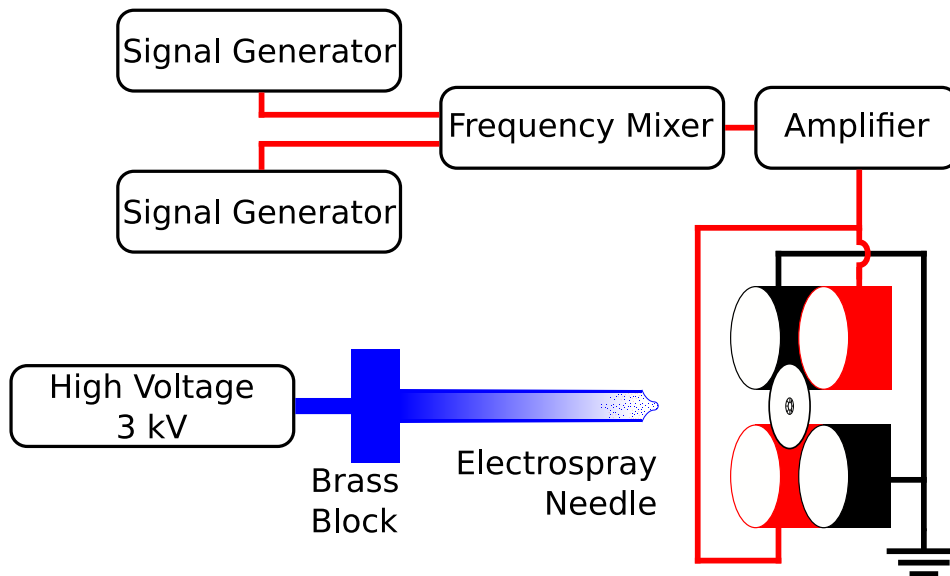 Signal Generator
Frequency Mixer
Amplifier
Signal Generator
High Voltage
3 kV
Brass
Block
Electrospray
Needle